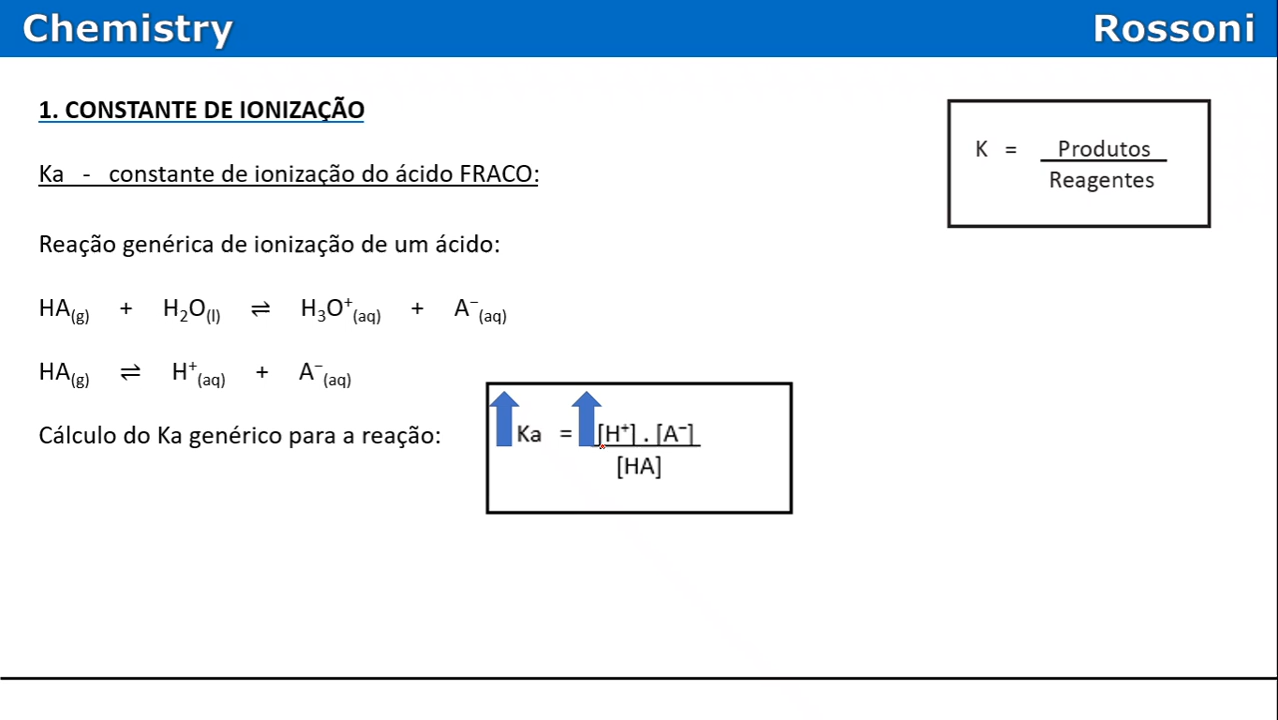 Chemistry Rossoni
1. CONSTANTE DE IONIZAÇÃO
K = Produtos
Reagentes
Ka - constante de ionização do ácido FRACO:
Reação genérica de ionização de um ácido:
HA(g) + H₂O(l) ⇌ H₃O⁺(aq) + A⁻(aq)
HA(g) ⇌ H⁺(aq) + A⁻(aq)
Cálculo do Ka genérico para a reação:
Ka = [H⁺] . [A⁻]
[HA]